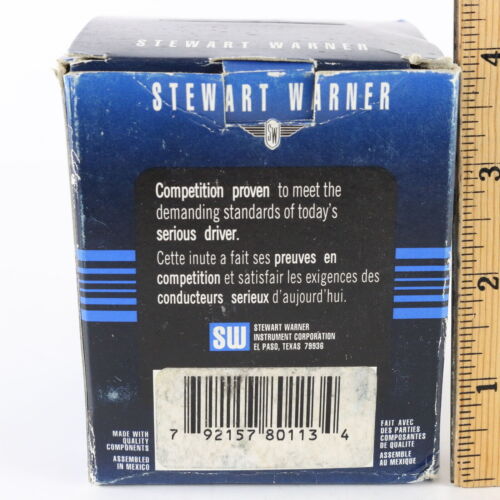 STEWART WARNER
STEWART WARNER
SW
Competition proven to meet the
demanding standards of today's
serious driver.
Cette inute a fait ses preuves en
competition et satisfair les exigences des
conducteurs serieux d'aujourd'hui.
SW
STEWART WARNER
INSTRUMENT CORPORATION
EL PASO, TEXAS 79936
7 92157 80113 4
MADE WITH
QUALITY
COMPONENTS
ASSEMBLED
IN MEXICO
FAIT AVEC
DES PARTIES
COMPOSANTES
DE QUALITE
ASSEMBLE
AU MEXIQUE
4
3
2
1